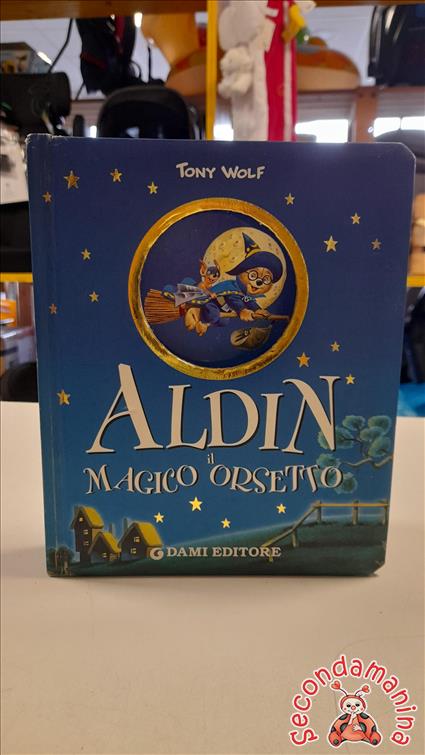 TONY WOLF
ALDIN
il
MAGICO ORSETTO
G DAMI EDITORE
Secondamanina